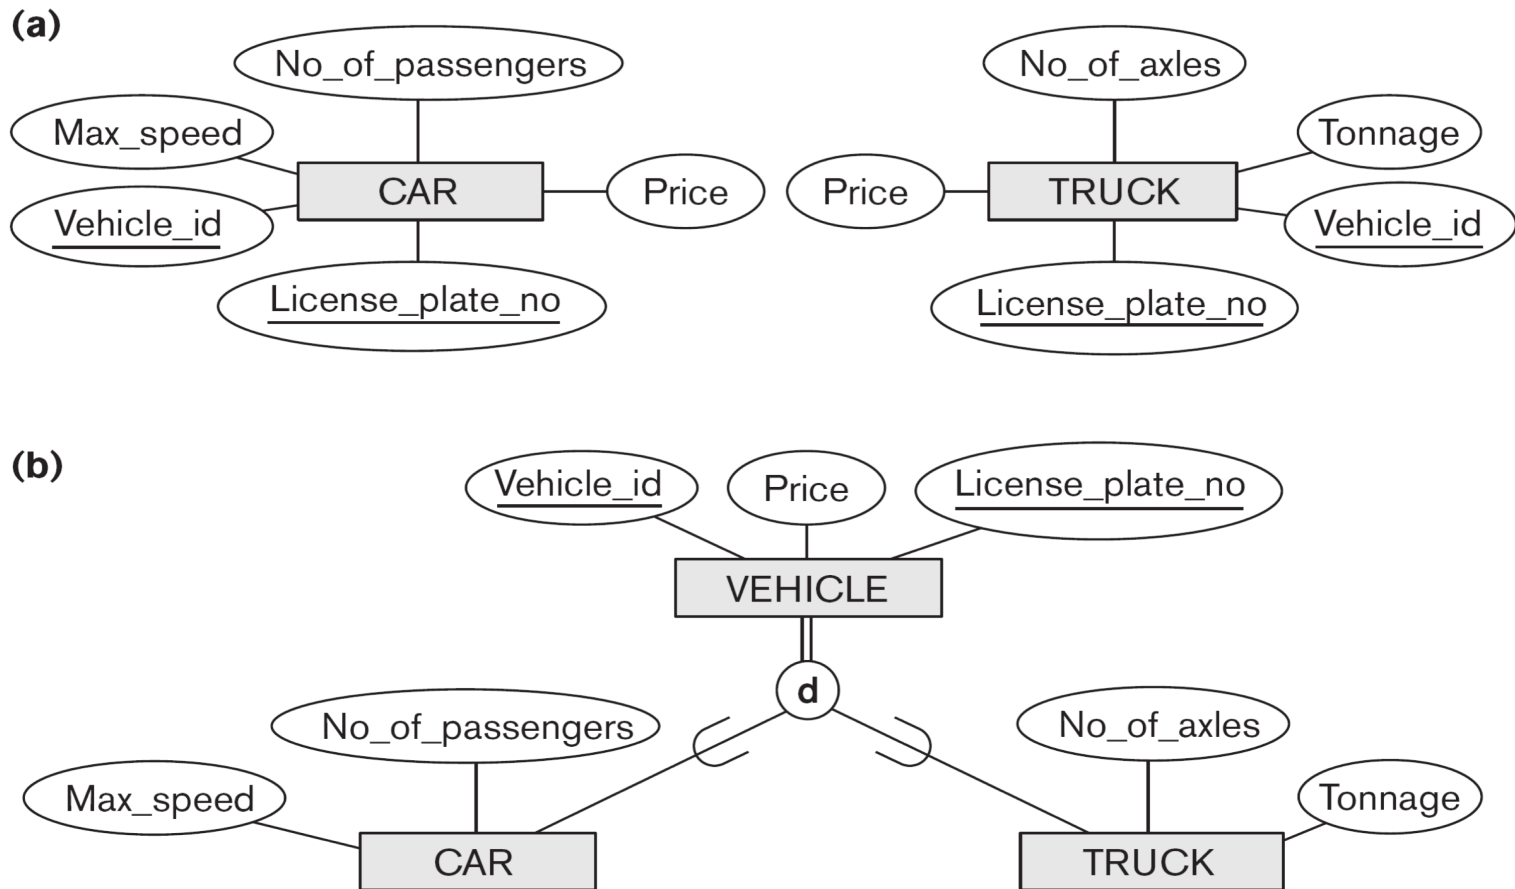 (a)
No_of_passengers
No_of_axles
Max_speed
Tonnage
CAR
Price
Price
TRUCK
Vehicle_id
Vehicle_id
License_plate_no
License_plate_no
(b)
Vehicle_id
Price
License_plate_no
VEHICLE
d
No_of_passengers
No_of_axles
Max_speed
Tonnage
CAR
TRUCK